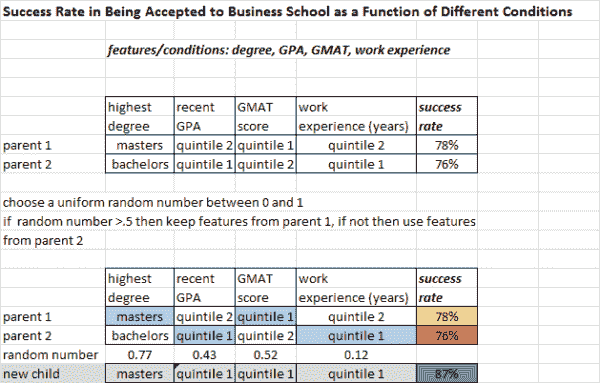 Success Rate in Being Accepted to Business School as a Function of Different Conditions
features/conditions: degree, GPA, GMAT, work experience
highest degree recent GPA GMAT score work experience (years) success rate
parent 1 masters quintile 2 quintile 1 quintile 2 78%
parent 2 bachelors quintile 1 quintile 2 quintile 1 76%
choose a uniform random number between 0 and 1
if random number >.5 then keep features from parent 1, if not then use features
from parent 2
highest degree recent GPA GMAT score work experience (years) success rate
parent 1 masters quintile 2 quintile 1 quintile 2 78%
parent 2 bachelors quintile 1 quintile 2 quintile 1 76%
random number 0.77 0.43 0.52 0.12
new child masters quintile 1 quintile 1 quintile 1 87%